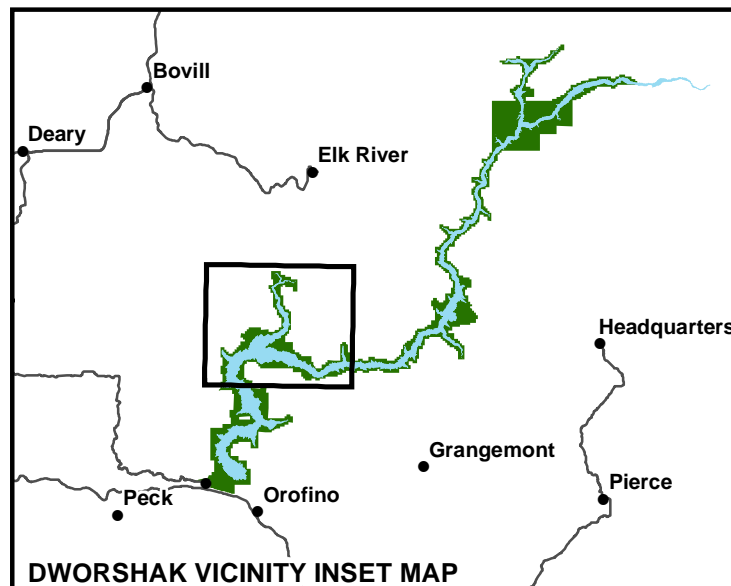 Bovill
Deary
Elk River
Headquarters
Grangemont
Pierce
Orofino
Peck
DWORSHAK VICINITY INSET MAP